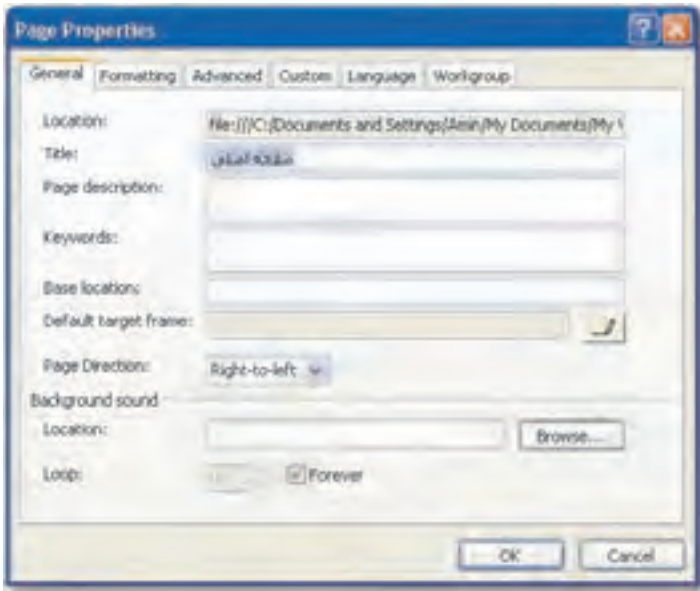 Page Properties
General Formatting Advanced Custom Language Workgroup
Location: file:///C:/Documents and Settings/Amin/My Documents/My
Title: صفحه اصلی
Page description:
Keywords:
Base location:
Default target frame:
Page Direction: Right-to-left
Background sound
Location: Browse...
Loop: Forever
OK Cancel